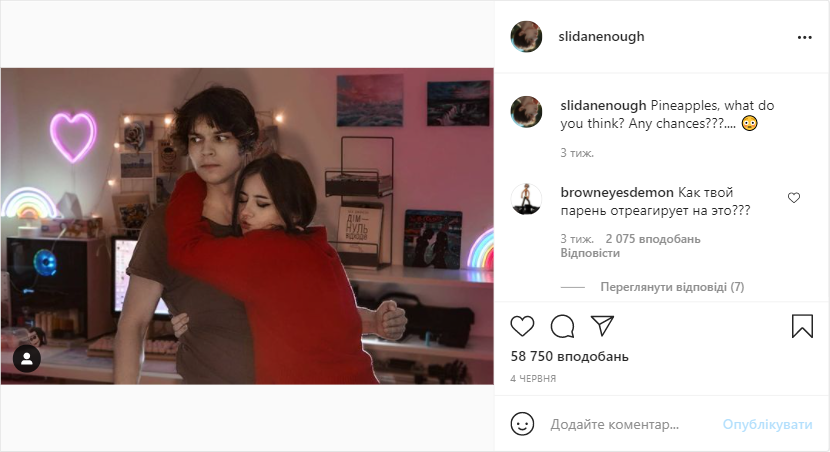 slidanenough
slidanenough Pineapples, what do
you think? Any chances???....
3 тиж.
browneyesdemon Как твой
парень отреагирует на это???
3 тиж. 2 075 вподобань
Відповісти
Переглянути відповіді (7)
58 750 вподобань
4 ЧЕРВНЯ
Додайте коментар...
Опублікувати
ДІМ-
НУЛЬ
ВІДХОДІВ